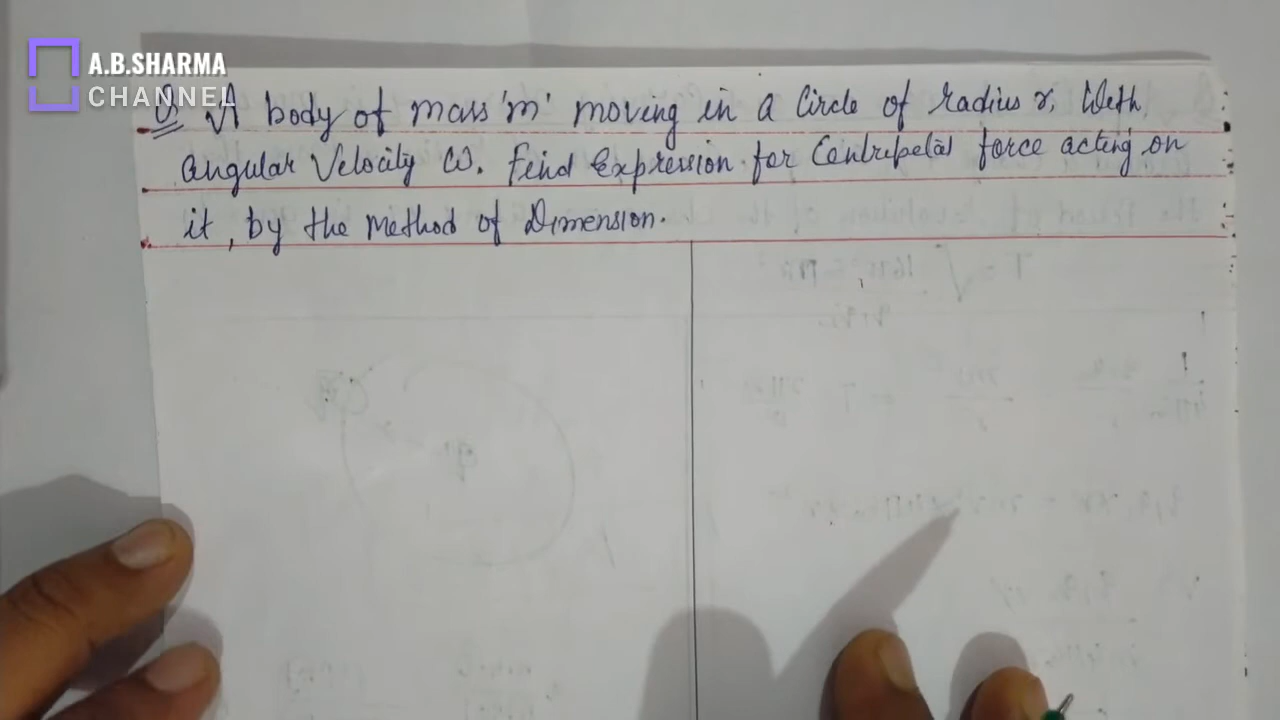 A.B.SHARMA
CHANNEL
Q. A body of mass 'm' moving in a Circle of radius r, With
angular Velocity ω. Find Expression for Centripetal force acting on
it, by the Method of Dimension.